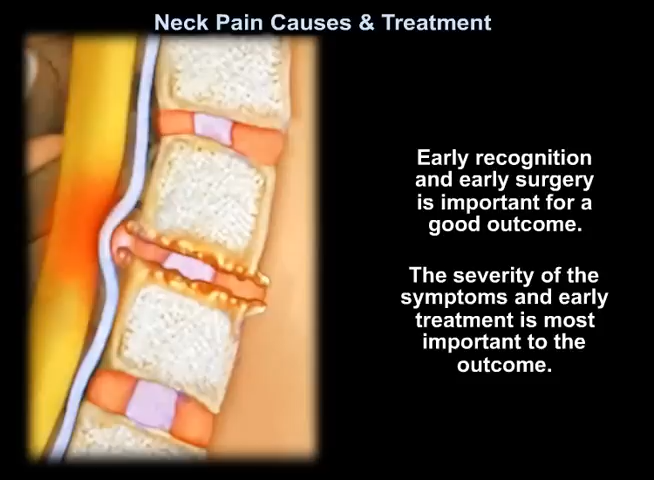 Neck Pain Causes & Treatment
Early recognition
and early surgery
is important for a
good outcome.
The severity of the
symptoms and early
treatment is most
important to the
outcome.